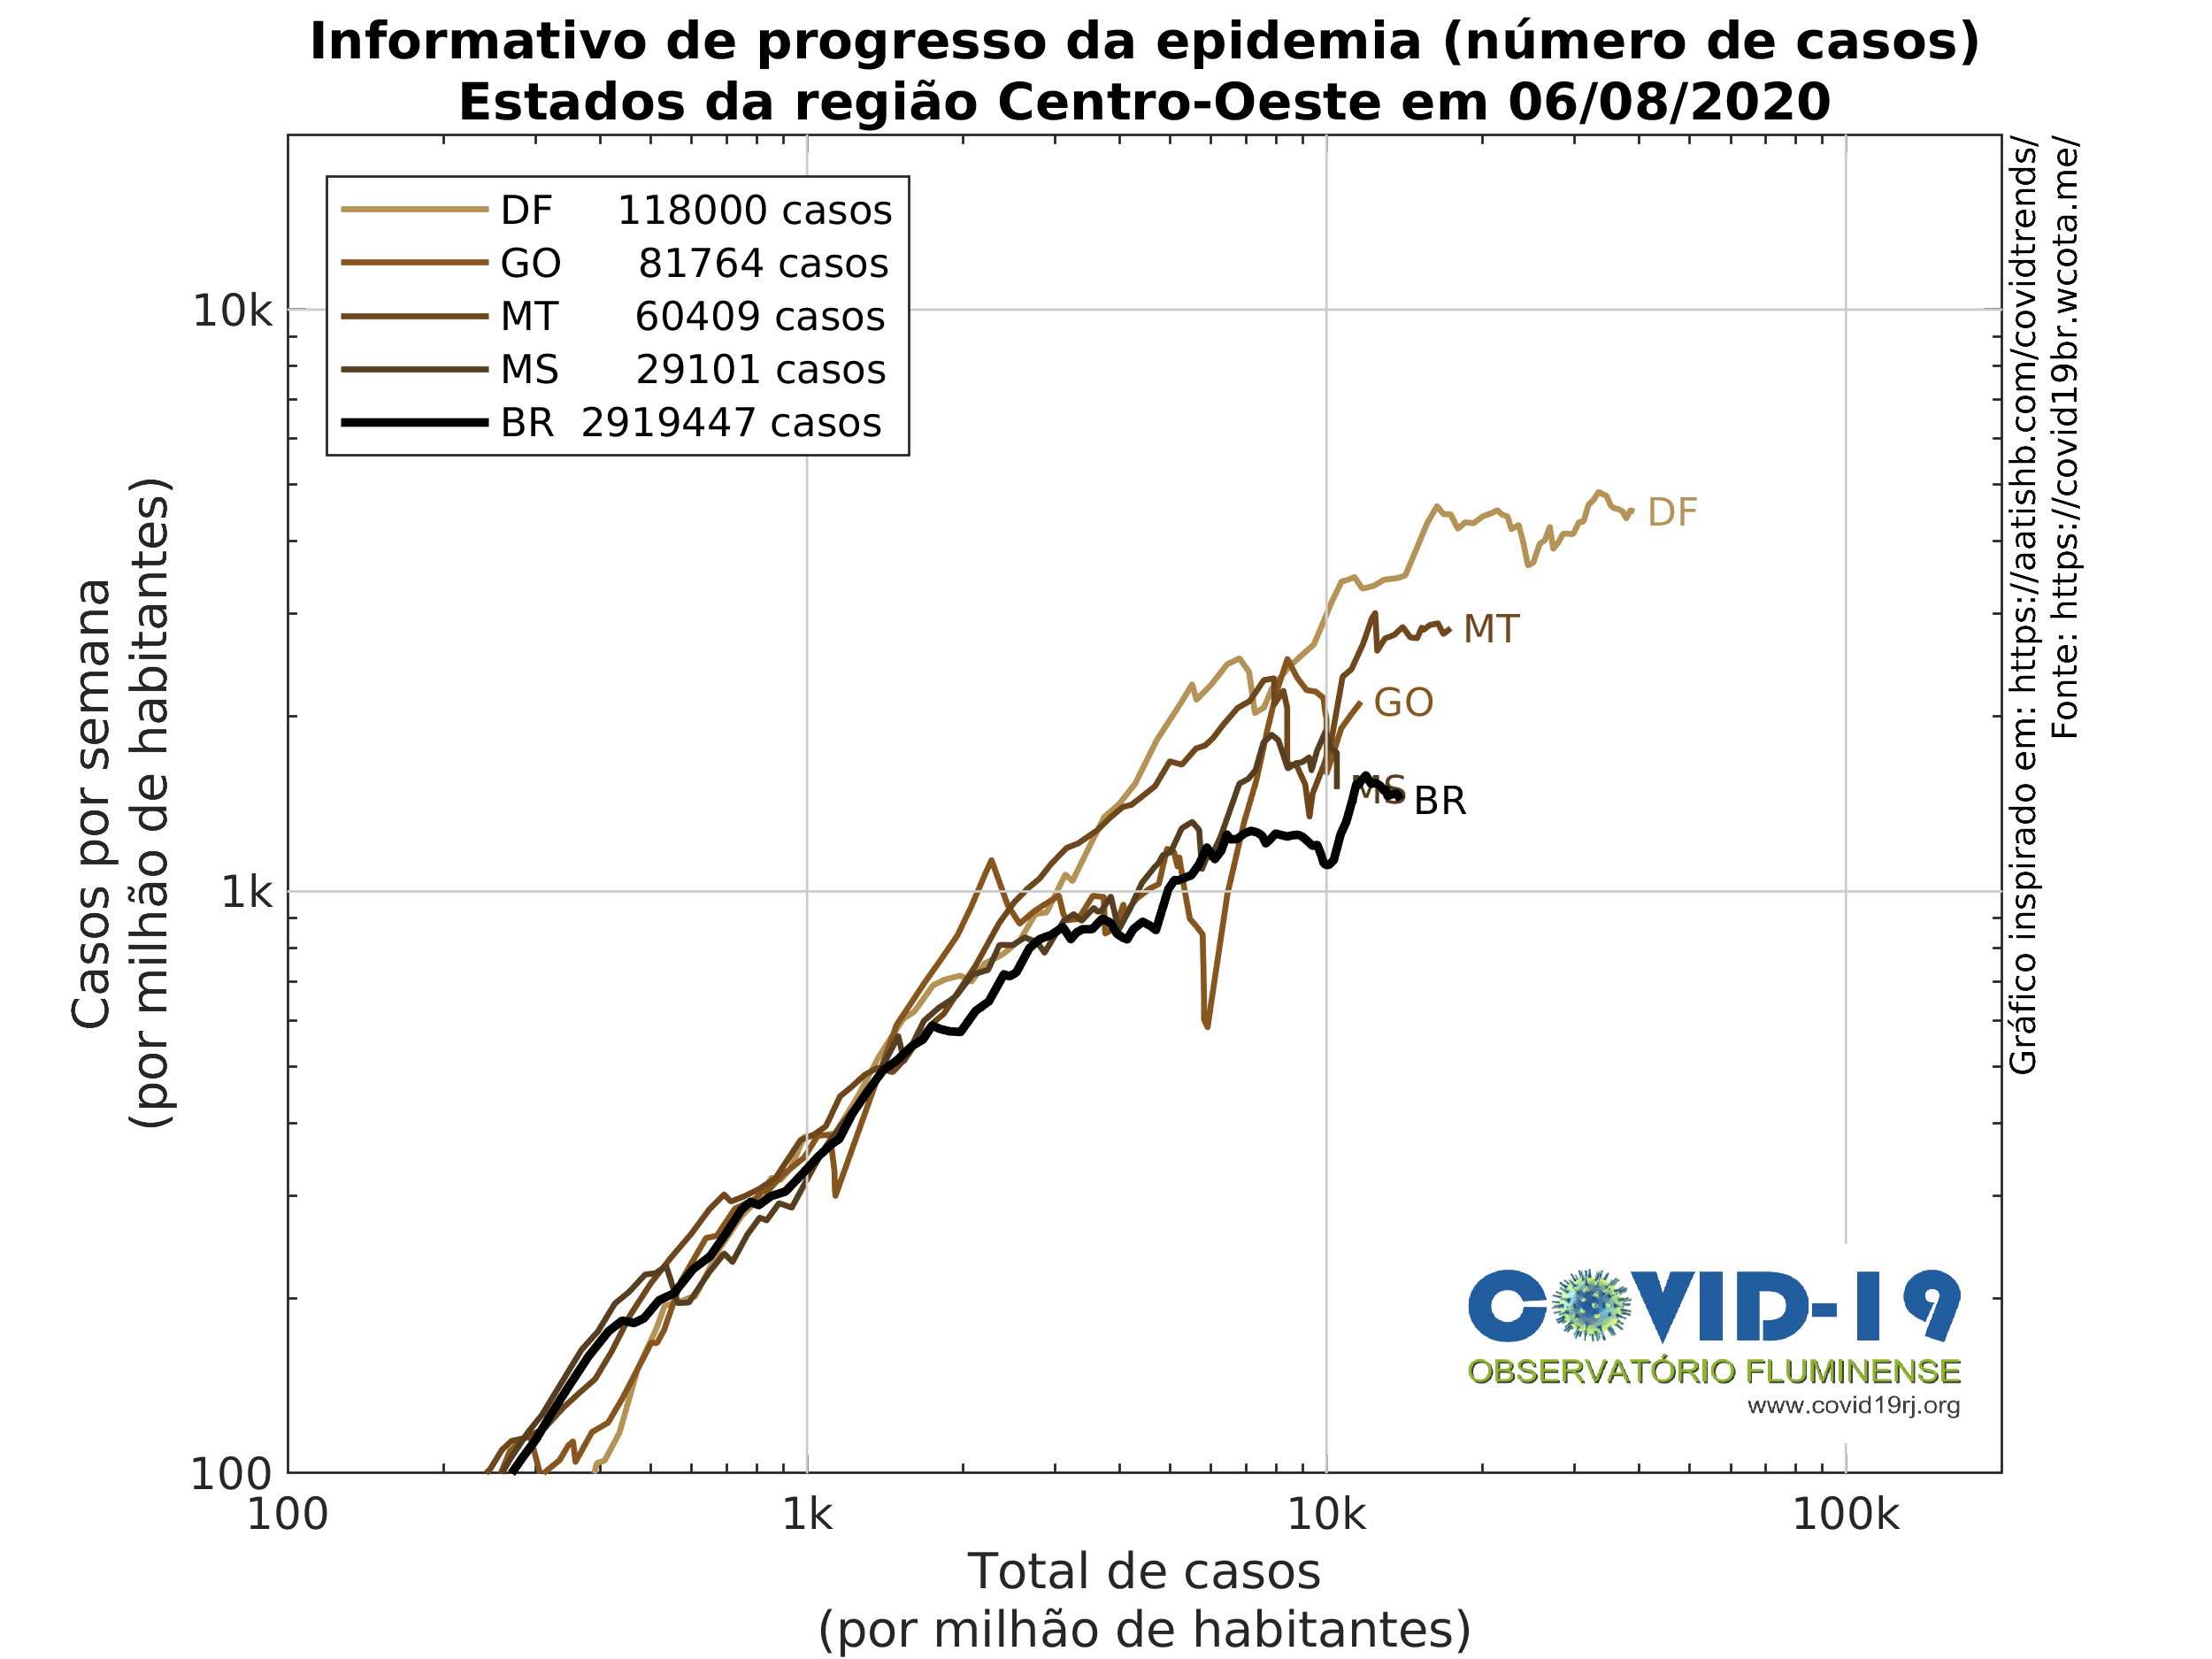 Informativo de progresso da epidemia (número de casos)
Estados da região Centro-Oeste em 06/08/2020
DF 118000 casos
GO 81764 casos
MT 60409 casos
MS 29101 casos
BR 2919447 casos
10k
1k
100
Casos por semana
(por milhão de habitantes)
DF
MT
GO
MS
BR
Gráfico inspirado em: https://aatishb.com/covidtrends/
Fonte: https://covid19br.wcota.me/
COVID-19
OBSERVATÓRIO FLUMINENSE
www.covid19rj.org
100
1k
10k
100k
Total de casos
(por milhão de habitantes)